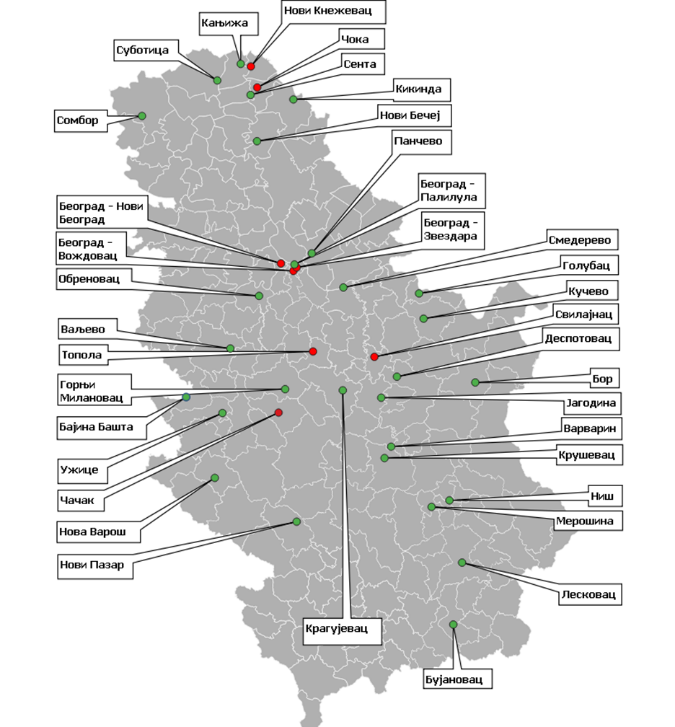 Нови Кнежевац
Кањижа
Чока
Суботица
Сента
Кикинда
Нови Бечеј
Сомбор
Панчево
Београд -
Палилула
Београд - Нови
Београд
Београд -
Звездара
Београд -
Вождовац
Смедерево
Голубац
Обреновац
Кучево
Свилајнац
Ваљево
Деспотовац
Топола
Бор
Горњи
Милановац
Јагодина
Бајина Башта
Варварин
Крушевац
Ужице
Чачак
Ниш
Мерошина
Нова Варош
Нови Пазар
Лесковац
Крагујевац
Бујановац